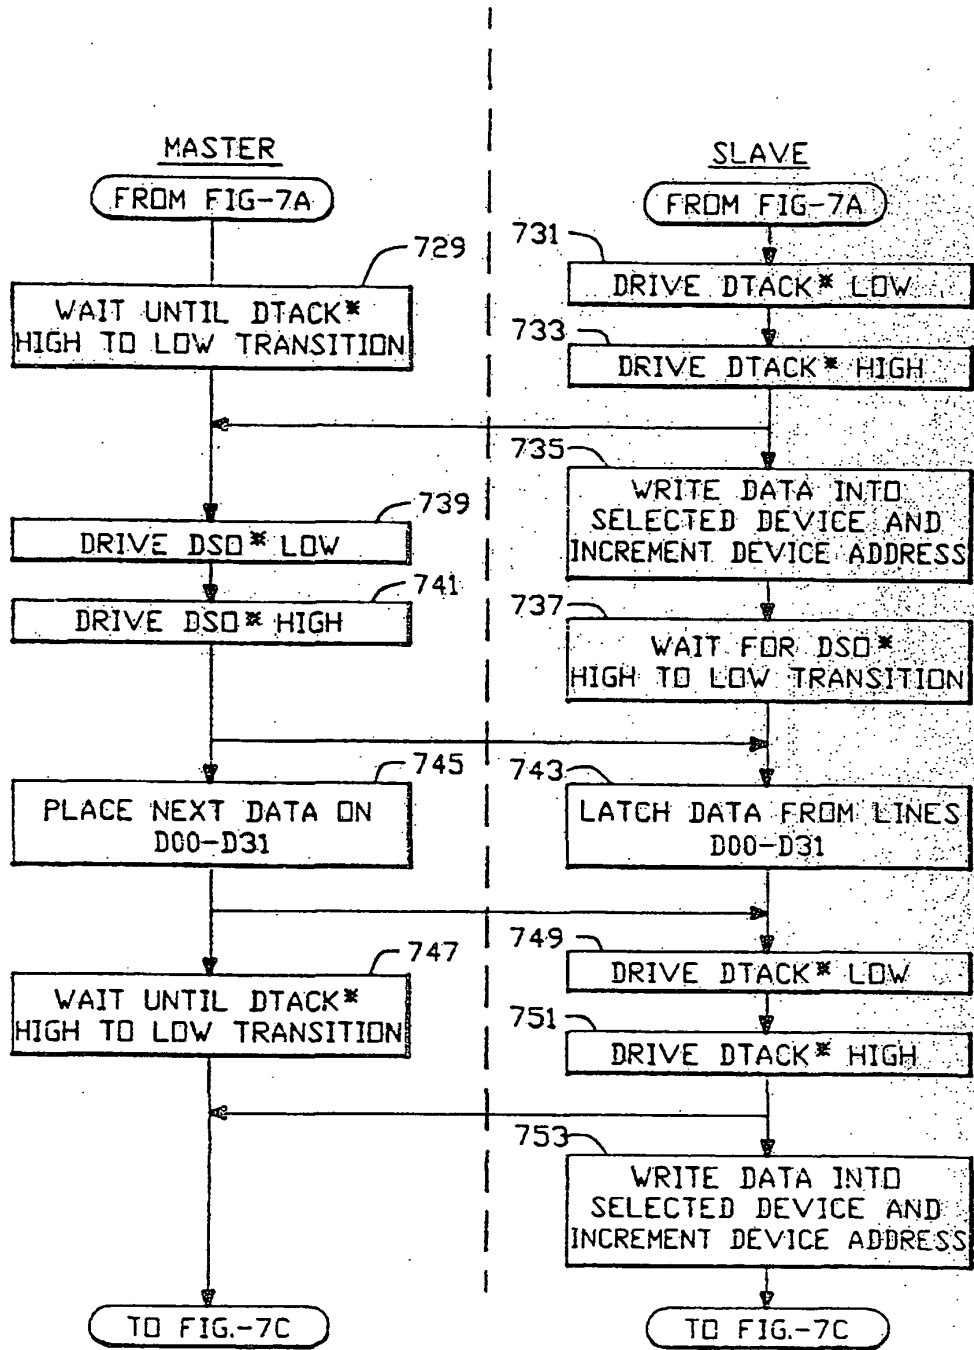 MASTER
SLAVE
FROM FIG-7A
FROM FIG-7A
729
WAIT UNTIL DTACK*
HIGH TO LOW TRANSITION
731
DRIVE DTACK* LOW
733
DRIVE DTACK* HIGH
735
WRITE DATA INTO
SELECTED DEVICE AND
INCREMENT DEVICE ADDRESS
739
DRIVE DSO* LOW
741
DRIVE DSO* HIGH
737
WAIT FOR DSO*
HIGH TO LOW TRANSITION
745
PLACE NEXT DATA ON
D00-D31
743
LATCH DATA FROM LINES
D00-D31
747
WAIT UNTIL DTACK*
HIGH TO LOW TRANSITION
749
DRIVE DTACK* LOW
751
DRIVE DTACK* HIGH
753
WRITE DATA INTO
SELECTED DEVICE AND
INCREMENT DEVICE ADDRESS
TO FIG.-7C
TO FIG.-7C